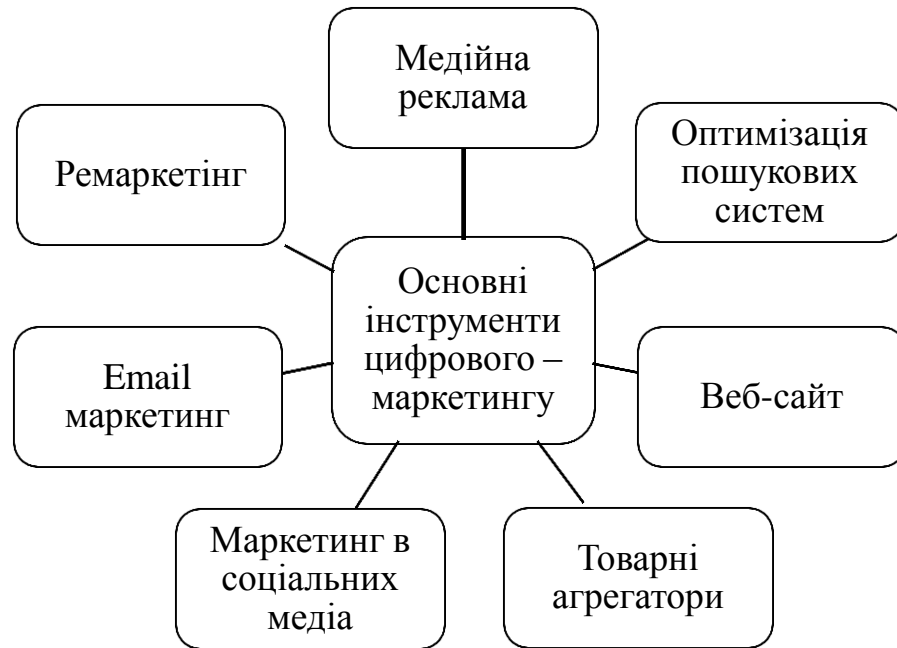 Медійна
реклама
Оптимізація
пошукових
систем
Ремаркетінг
Основні
інструменти
цифрового –
маркетингу
Email
маркетинг
Веб-сайт
Маркетинг в
соціальних
медіа
Товарні
агрегатори